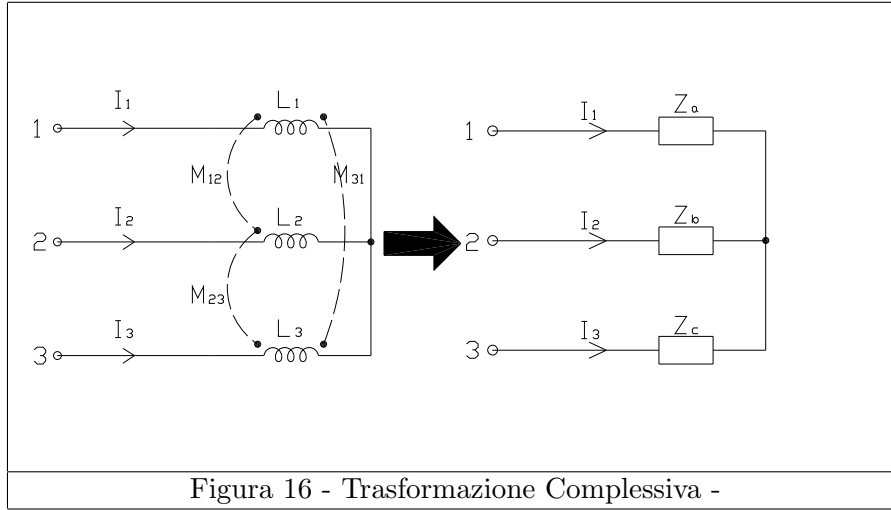 I1 L1 I1 Za
1 1
M12 M31
I2 L2 I2 Zb
2 2
M23
I3 L3 I3 Zc
3 3
Figura 16 - Trasformazione Complessiva -